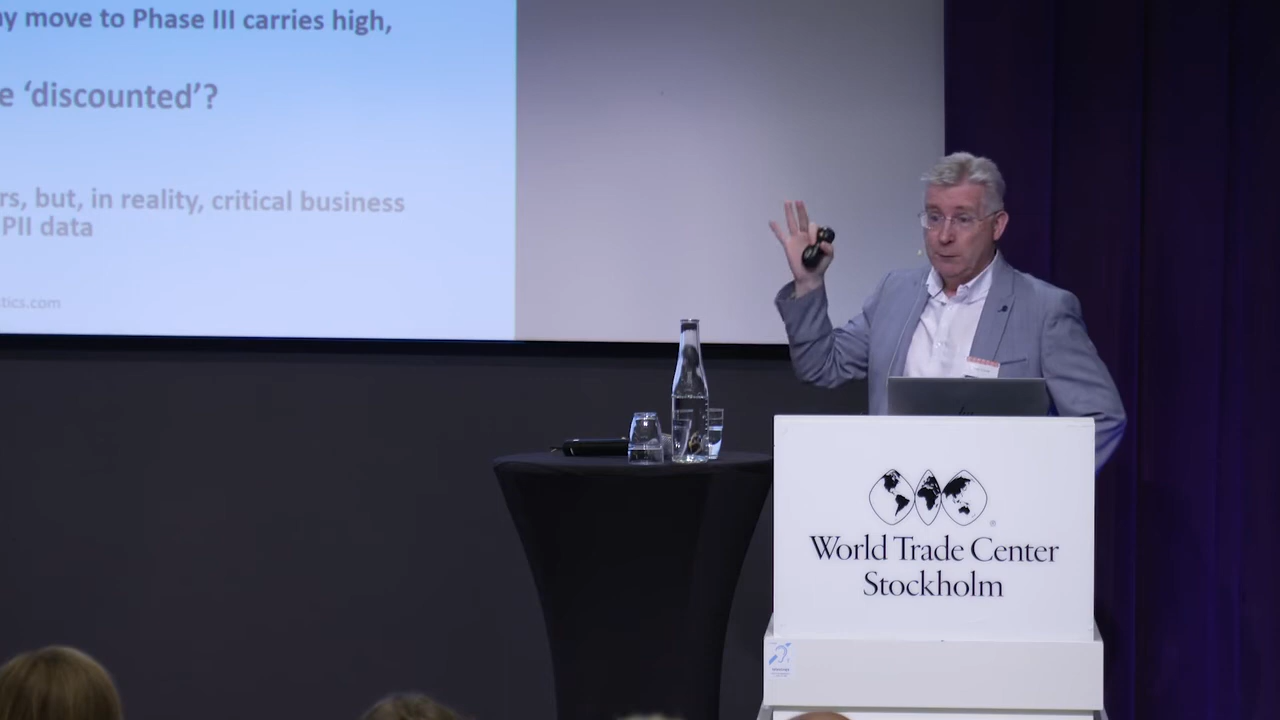 y move to Phase III carries high,
e ‘discounted’?
rs, but, in reality, critical business
PII data
tics.com
World Trade Center
Stockholm